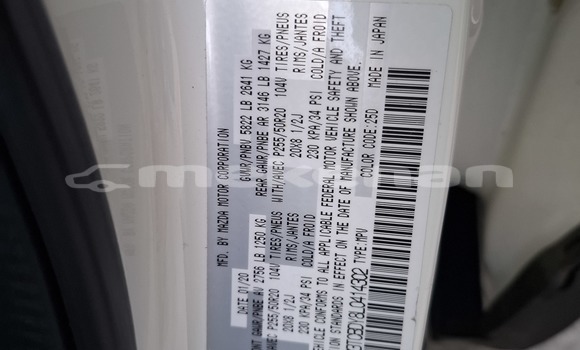 MFD. BY MAZDA MOTOR CORPORATION
DATE 01/20 GVWR/PNBV 5822 LB 2641 KG
GAWR/PNBE AV 2756 LB 1250 KG REAR GAWR/PNBE AR 3146 LB 1427 KG
P255/50R20 104V TIRES/PNEUS WITH/AVEC P255/50R20 104V TIRES/PNEUS
20X8 1/2J RIMS/JANTES 20X8 1/2J RIMS/JANTES
230 KPA/34 PSI COLD/A FROID 230 KPA/34 PSI COLD/A FROID
VEHICLE CONFORMS TO ALL APPLICABLE FEDERAL MOTOR VEHICLE SAFETY AND THEFT
STANDARDS IN EFFECT ON THE DATE OF MANUFACTURE SHOWN ABOVE.
TYPE:MPV COLOR CODE:25D
MADE IN JAPAN